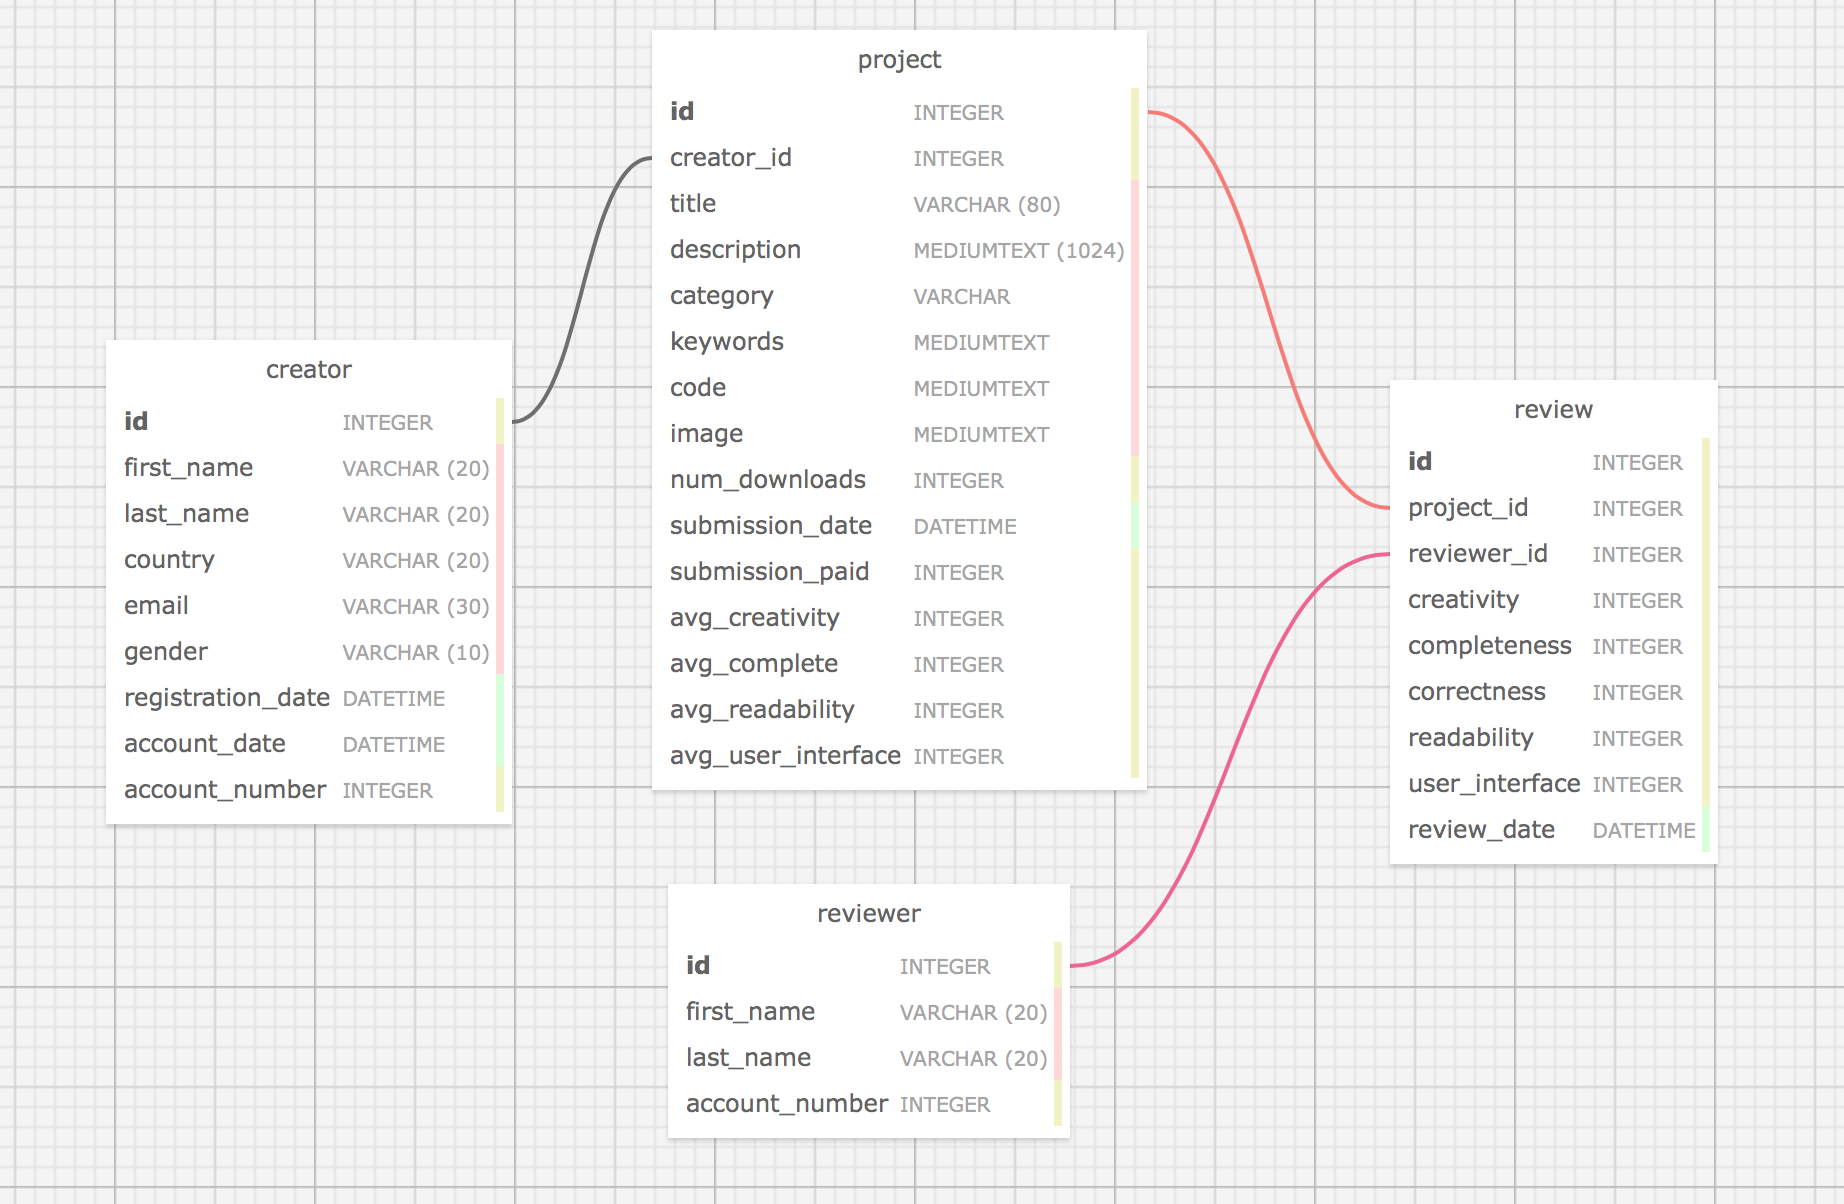 project
id INTEGER
creator_id INTEGER
title VARCHAR (80)
description MEDIUMTEXT (1024)
category VARCHAR
keywords MEDIUMTEXT
code MEDIUMTEXT
image MEDIUMTEXT
num_downloads INTEGER
submission_date DATETIME
submission_paid INTEGER
avg_creativity INTEGER
avg_complete INTEGER
avg_readability INTEGER
avg_user_interface INTEGER
creator
id INTEGER
first_name VARCHAR (20)
last_name VARCHAR (20)
country VARCHAR (20)
email VARCHAR (30)
gender VARCHAR (10)
registration_date DATETIME
account_date DATETIME
account_number INTEGER
review
id INTEGER
project_id INTEGER
reviewer_id INTEGER
creativity INTEGER
completeness INTEGER
correctness INTEGER
readability INTEGER
user_interface INTEGER
review_date DATETIME
reviewer
id INTEGER
first_name VARCHAR (20)
last_name VARCHAR (20)
account_number INTEGER